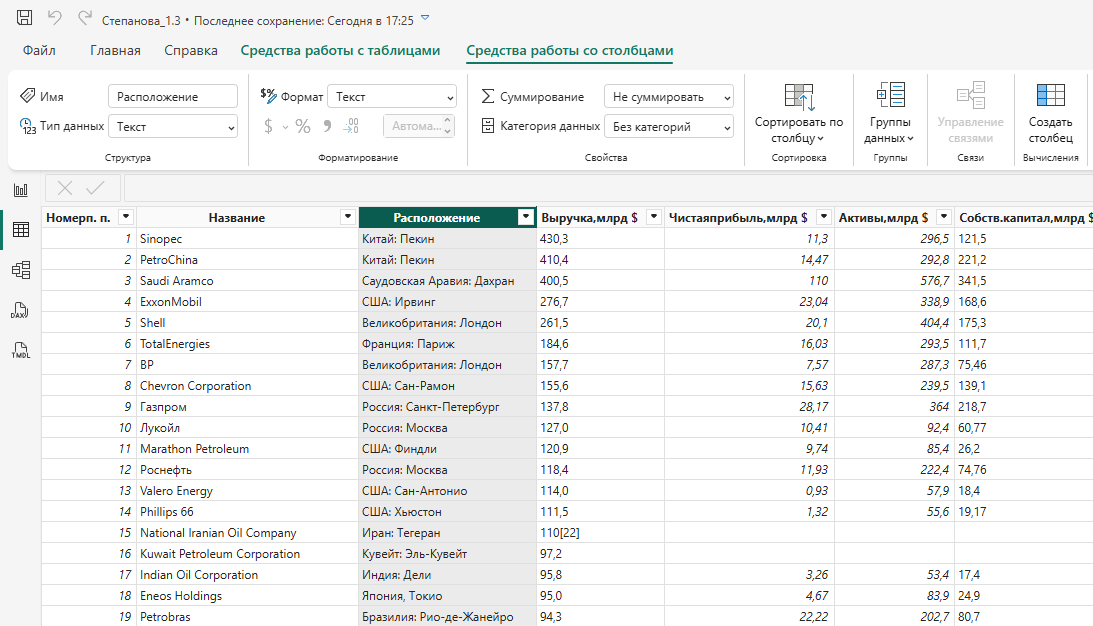 Степанова_1.3 • Последнее сохранение: Сегодня в 17:25
Файл Главная Справка Средства работы с таблицами Средства работы со столбцами
Имя Расположение $% Формат Текст Суммирование Не суммировать
Тип данных Текст $ % Автома... Категория данных Без категорий
Сортировать по столбцу Группы данных Управление связями Создать столбец
Структура Форматирование Свойства Сортировка Группы Связи Вычисления
Номерп. п. Название Расположение Выручка,млрд $ Чистаяприбыль,млрд $ Активы,млрд $ Собств.капитал,млрд $
1 Sinopec Китай: Пекин 430,3 11,3 296,5 121,5
2 PetroChina Китай: Пекин 410,4 14,47 292,8 221,2
3 Saudi Aramco Саудовская Аравия: Дахран 400,5 110 576,7 341,5
4 ExxonMobil США: Ирвинг 276,7 23,04 338,9 168,6
5 Shell Великобритания: Лондон 261,5 20,1 404,4 175,3
6 TotalEnergies Франция: Париж 184,6 16,03 293,5 111,7
7 BP Великобритания: Лондон 157,7 7,57 287,3 75,46
8 Chevron Corporation США: Сан-Рамон 155,6 15,63 239,5 139,1
9 Газпром Россия: Санкт-Петербург 137,8 28,17 364 218,7
10 Лукойл Россия: Москва 127,0 10,41 92,4 60,77
11 Marathon Petroleum США: Финдли 120,9 9,74 85,4 26,2
12 Роснефть Россия: Москва 118,4 11,93 222,4 74,76
13 Valero Energy США: Сан-Антонио 114,0 0,93 57,9 18,4
14 Phillips 66 США: Хьюстон 111,5 1,32 55,6 19,17
15 National Iranian Oil Company Иран: Тегеран 110[22]
16 Kuwait Petroleum Corporation Кувейт: Эль-Кувейт 97,2
17 Indian Oil Corporation Индия: Дели 95,8 3,26 53,4 17,4
18 Eneos Holdings Япония, Токио 95,0 4,67 83,9 24,9
19 Petrobras Бразилия: Рио-де-Жанейро 94,3 22,22 202,7 80,7
DAX
TMDL